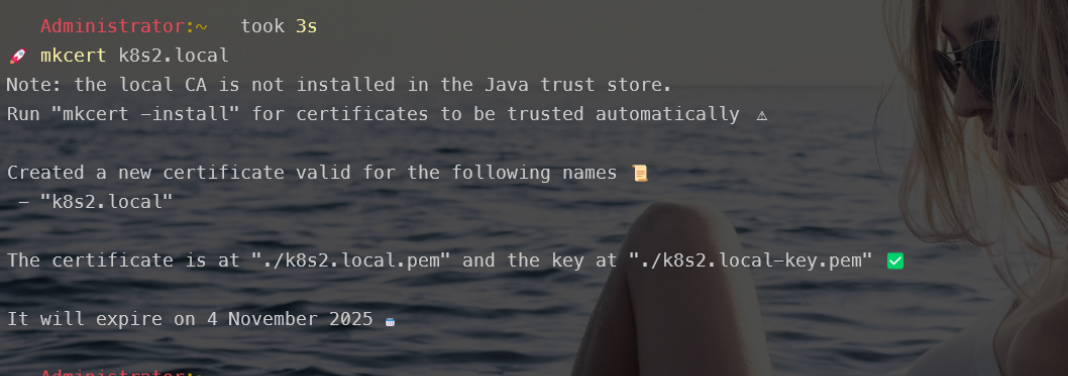 Administrator:~ took 3s
🚀 mkcert k8s2.local
Note: the local CA is not installed in the Java trust store.
Run "mkcert -install" for certificates to be trusted automatically ⚠
Created a new certificate valid for the following names 📜
- "k8s2.local"
The certificate is at "./k8s2.local.pem" and the key at "./k8s2.local-key.pem" ✅
It will expire on 4 November 2025 🗓
Administrator:~